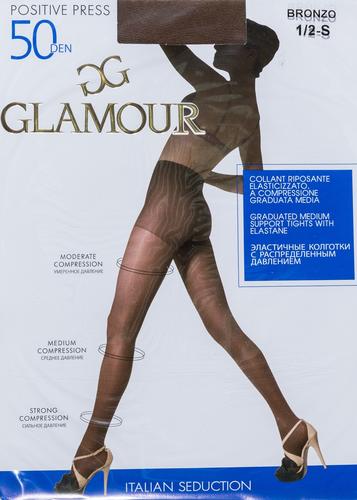 POSITIVE PRESS
50 DEN
BRONZO
1/2-S
GG
GLAMOUR
COLLANT RIPOSANTE
ELASTICIZZATO,
A COMPRESSIONE
GRADUATA MEDIA
GRADUATED MEDIUM
SUPPORT TIGHTS WITH
ELASTANE
ЭЛАСТИЧНЫЕ КОЛГОТКИ
С РАСПРЕДЕЛЕННЫМ
ДАВЛЕНИЕМ
MODERATE
COMPRESSION
УМЕРЕННОЕ ДАВЛЕНИЕ
MEDIUM
COMPRESSION
СРЕДНЕЕ ДАВЛЕНИЕ
STRONG
COMPRESSION
СИЛЬНОЕ ДАВЛЕНИЕ
ITALIAN SEDUCTION